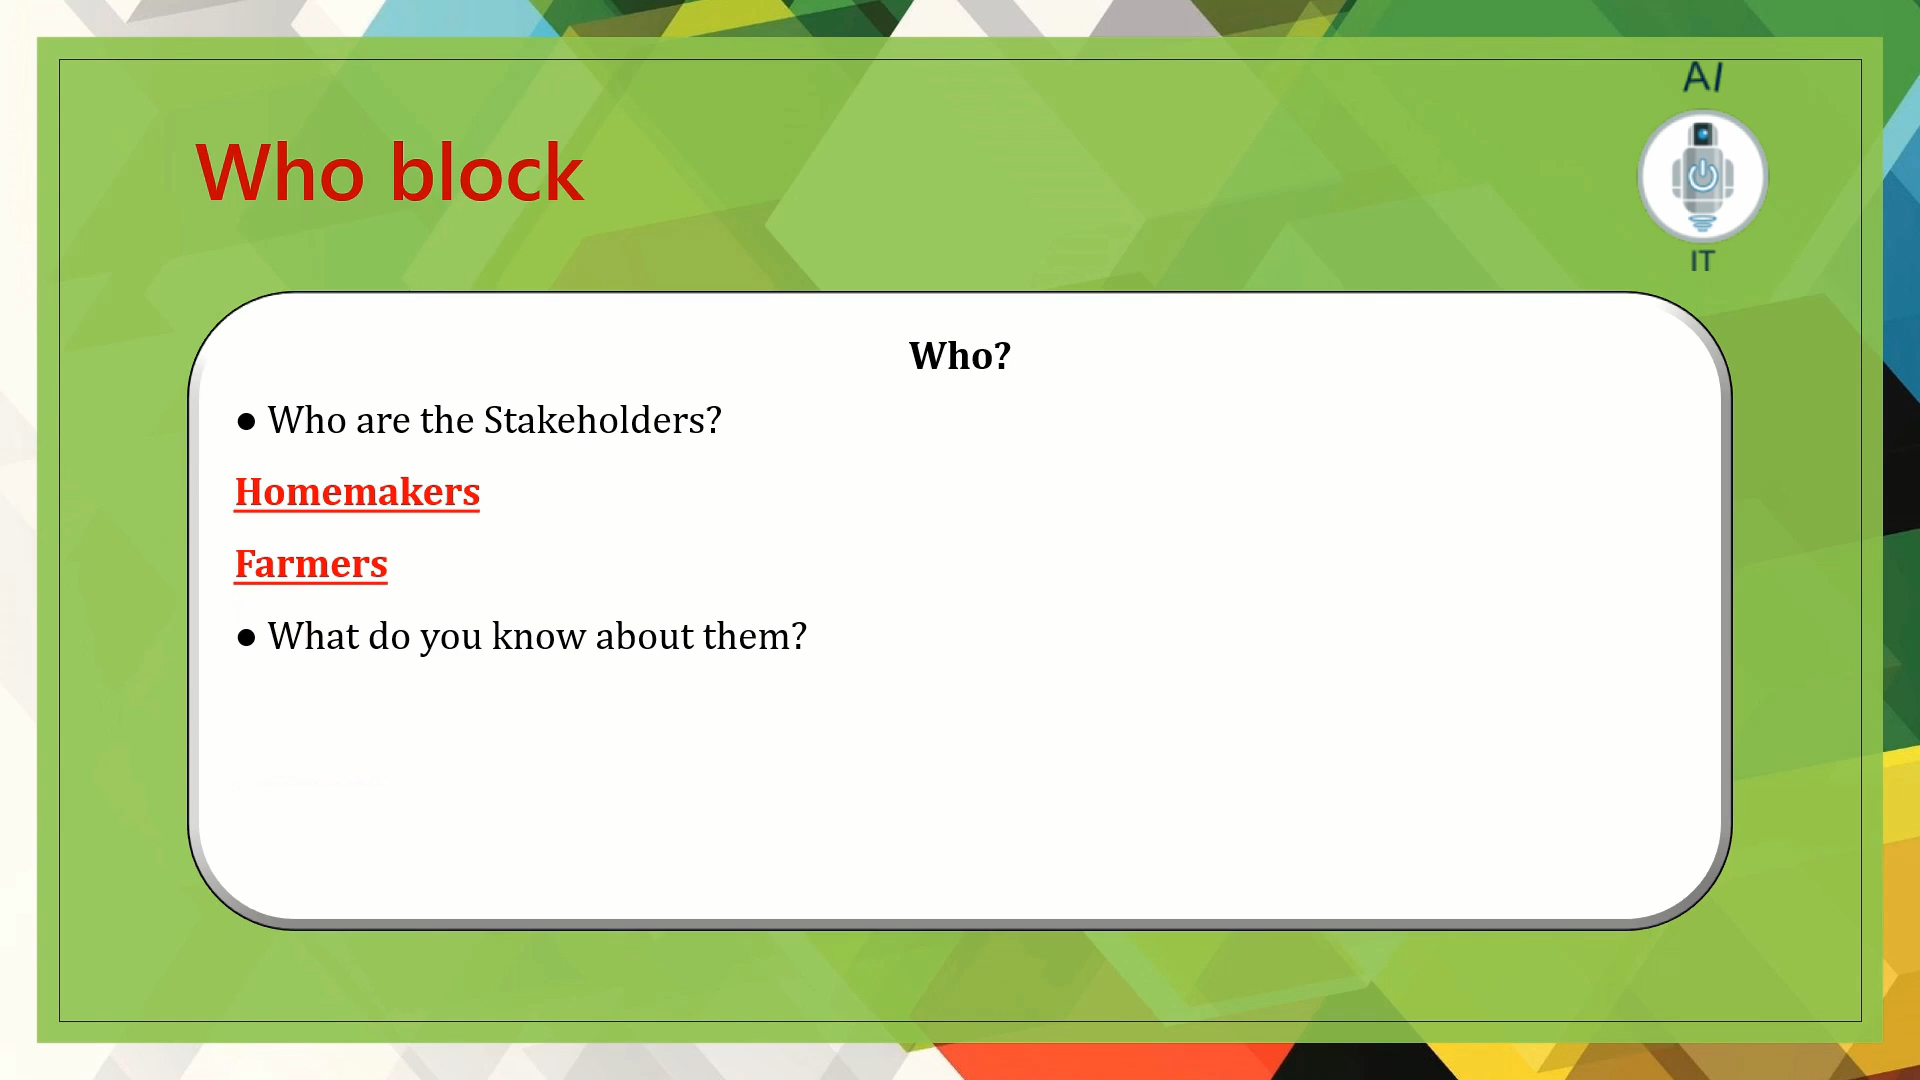 AI
Who block
IT
Who?
● Who are the Stakeholders?
Homemakers
Farmers
● What do you know about them?